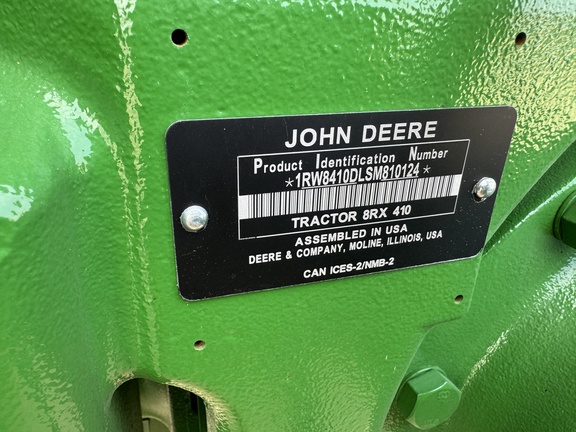 JOHN DEERE
Product Identification Number
*1RW8410DLSM810124*
TRACTOR 8RX 410
ASSEMBLED IN USA
DEERE & COMPANY, MOLINE, ILLINOIS, USA
CAN ICES-2/NMB-2